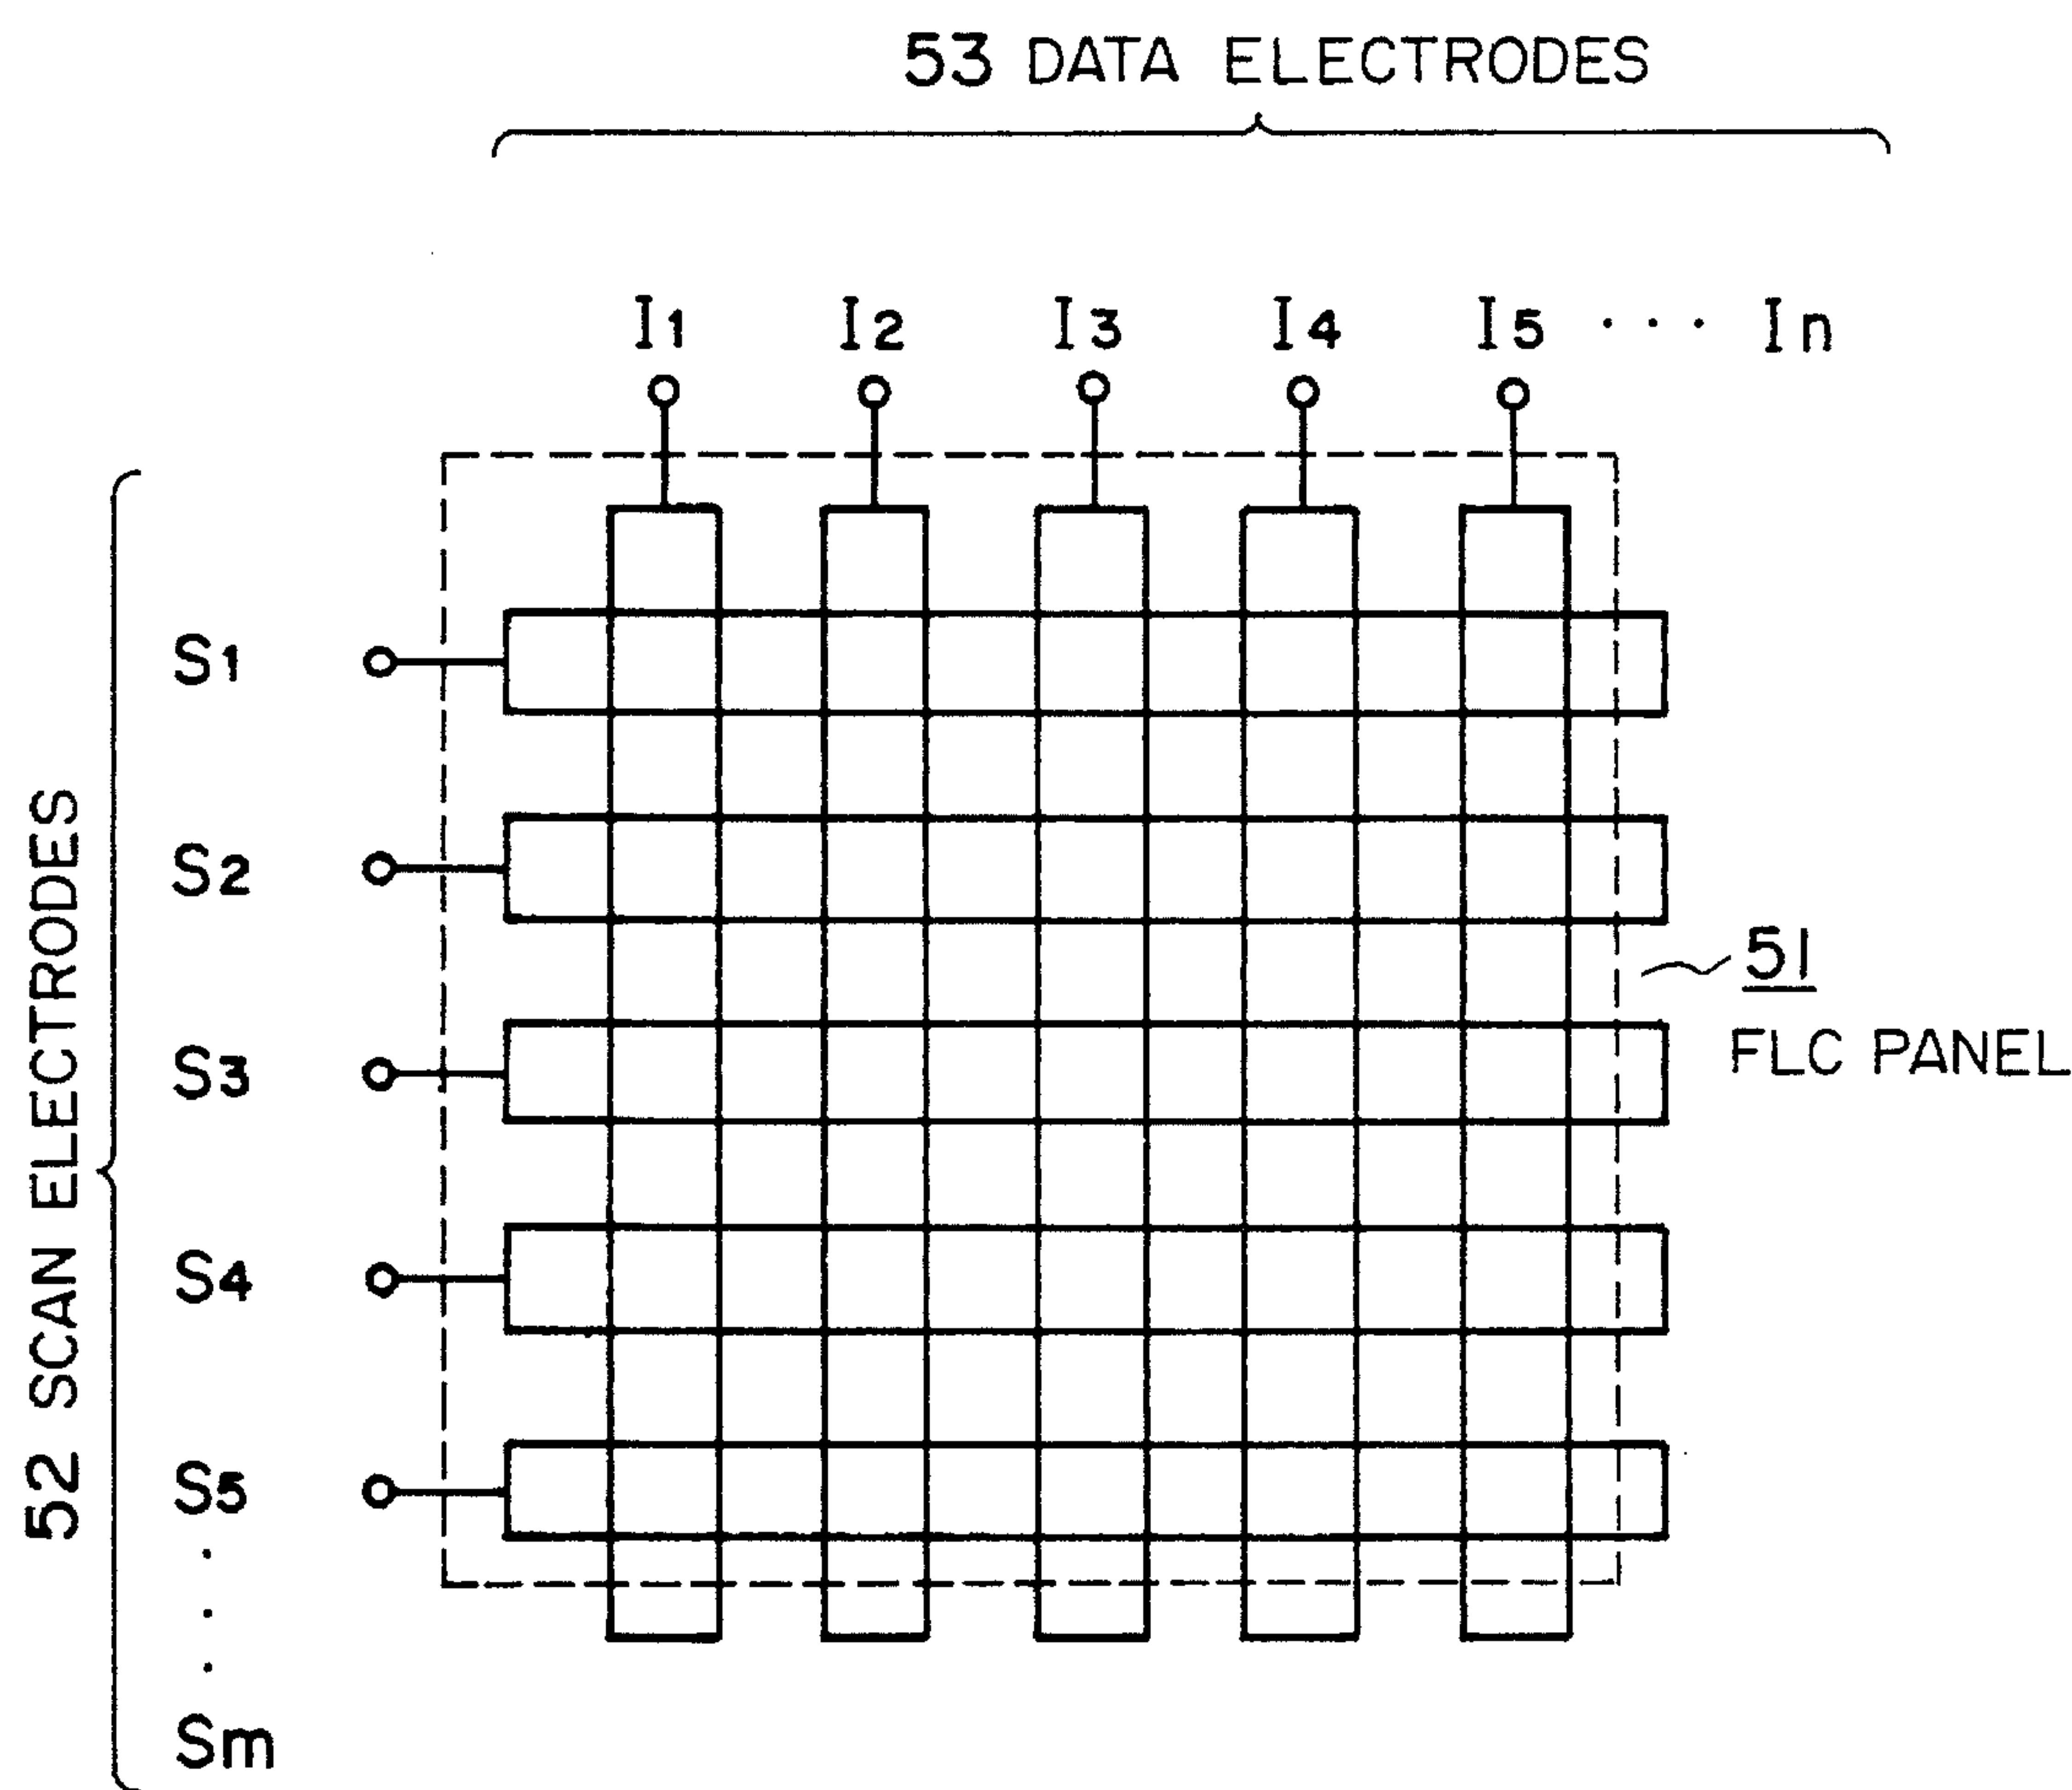 53 DATA ELECTRODES
I1 I2 I3 I4 I5 ··· In
52 SCAN ELECTRODES
S1
S2
S3
S4
S5
·
·
·
Sm
51
FLC PANEL